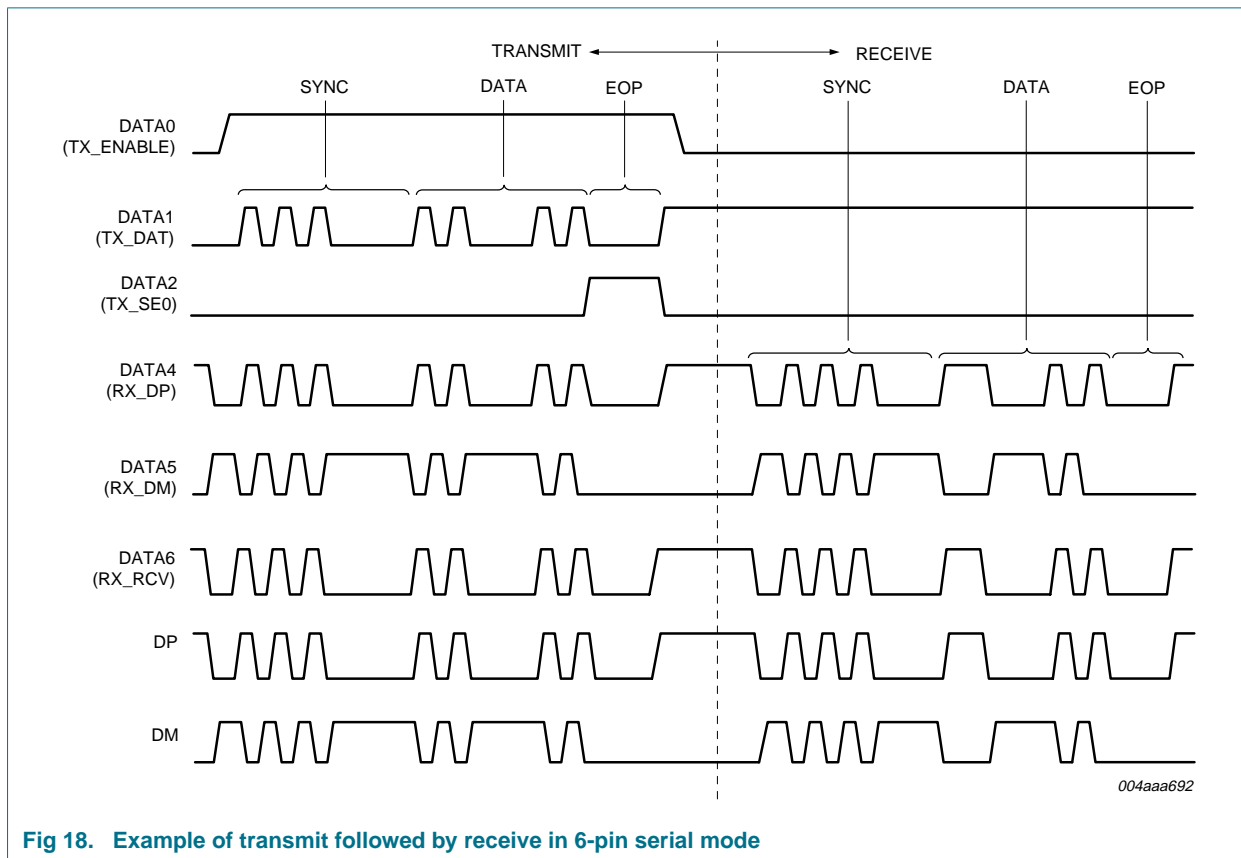 TRANSMIT RECEIVE
SYNC DATA EOP SYNC DATA EOP
DATA0
(TX_ENABLE)
DATA1
(TX_DAT)
DATA2
(TX_SE0)
DATA4
(RX_DP)
DATA5
(RX_DM)
DATA6
(RX_RCV)
DP
DM
004aaa692
Fig 18. Example of transmit followed by receive in 6-pin serial mode